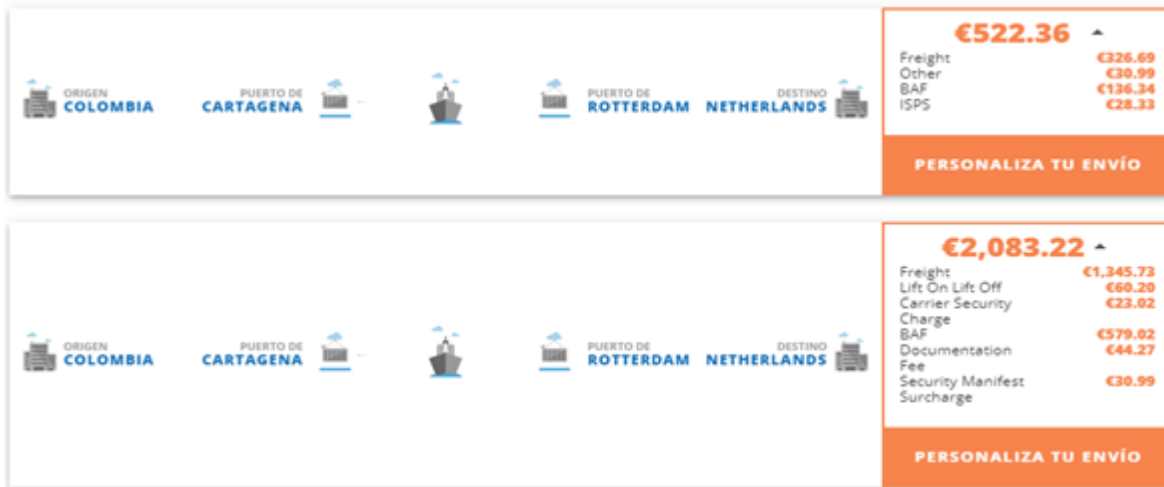 €522.36
Freight €326.69
Other €30.99
BAF €136.34
ISPS €28.33
ORIGEN PUERTO DE PUERTO DE DESTINO
COLOMBIA CARTAGENA ROTTERDAM NETHERLANDS
PERSONALIZA TU ENVÍO
€2,083.22
Freight €1,345.73
Lift On Lift Off €60.20
Carrier Security €23.02
Charge
BAF €579.02
Documentation €44.27
Fee
Security Manifest €30.99
Surcharge
ORIGEN PUERTO DE PUERTO DE DESTINO
COLOMBIA CARTAGENA ROTTERDAM NETHERLANDS
PERSONALIZA TU ENVÍO